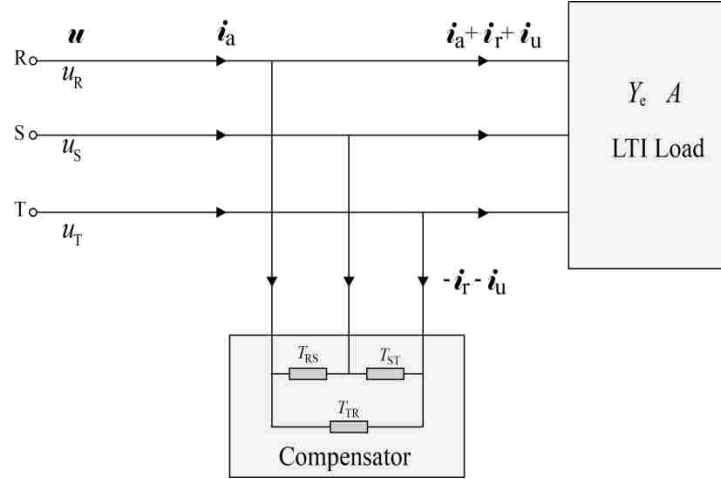 u i_a i_a + i_r + i_u
R
u_R
Y_e A
S
u_S
LTI Load
T
u_T
- i_r - i_u
T_RS T_ST
T_TR
Compensator